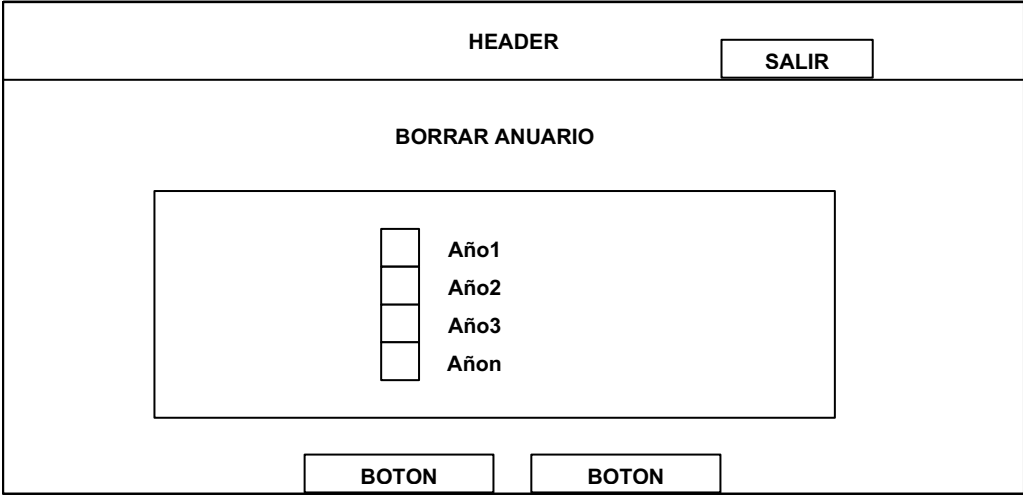 HEADER
SALIR
BORRAR ANUARIO
Año1
Año2
Año3
Añon
BOTON BOTON